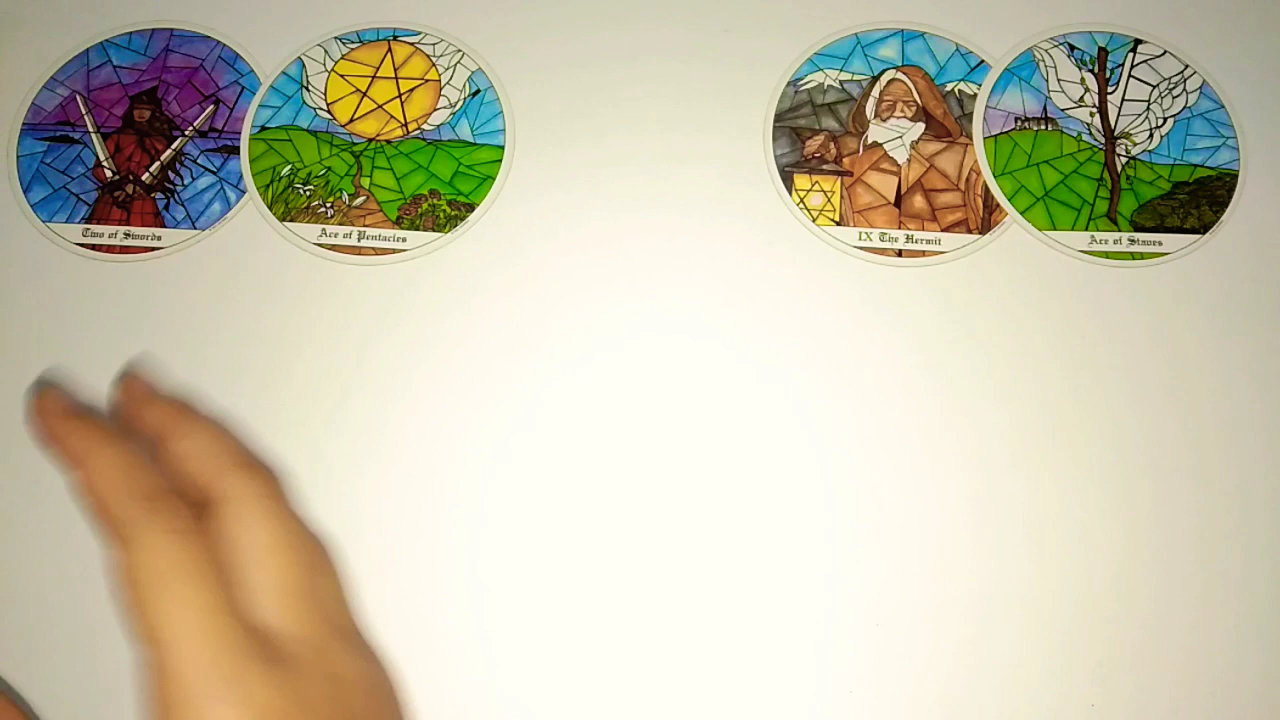 Two of Swords
Ace of Pentacles
IX The Hermit
Ace of Staves